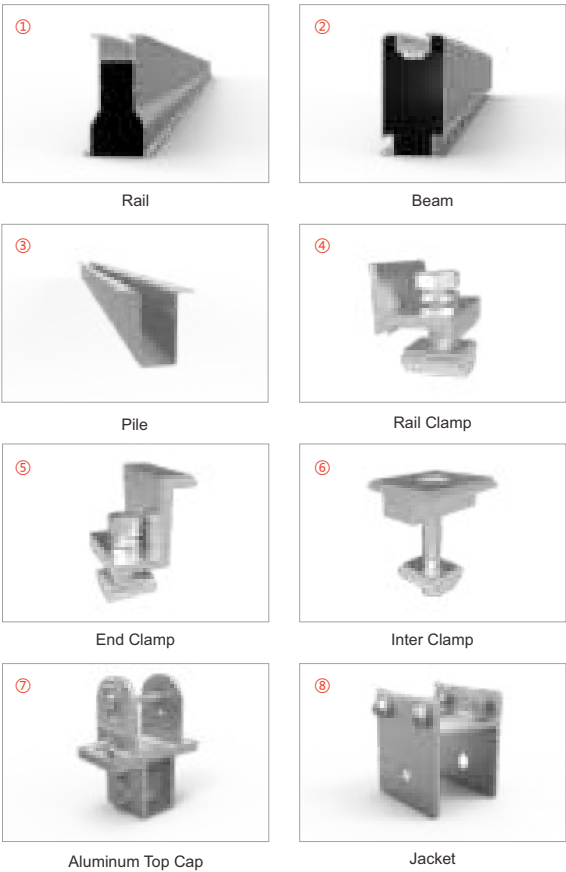 ① ②
Rail Beam
③ ④
Pile Rail Clamp
⑤ ⑥
End Clamp Inter Clamp
⑦ ⑧
Aluminum Top Cap Jacket